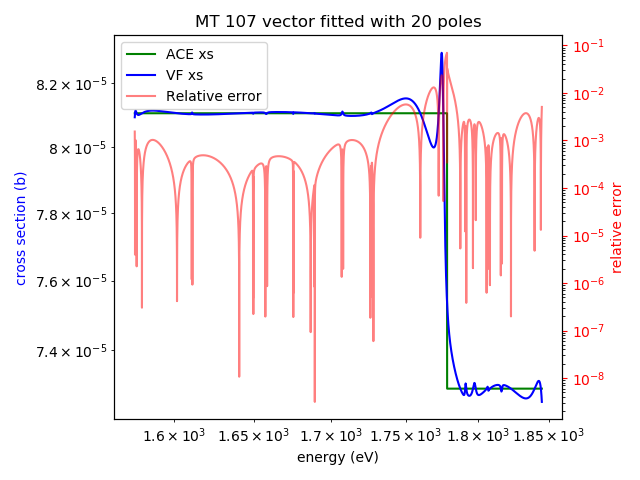 MT 107 vector fitted with 20 poles
ACE xs
VF xs
Relative error
8.2 × 10⁻⁵
8 × 10⁻⁵
7.8 × 10⁻⁵
7.6 × 10⁻⁵
7.4 × 10⁻⁵
cross section (b)
10⁻¹
10⁻²
10⁻³
10⁻⁴
10⁻⁵
10⁻⁶
10⁻⁷
10⁻⁸
relative error
1.6 × 10³ 1.65 × 10³ 1.7 × 10³ 1.75 × 10³ 1.8 × 10³ 1.85 × 10³
energy (eV)